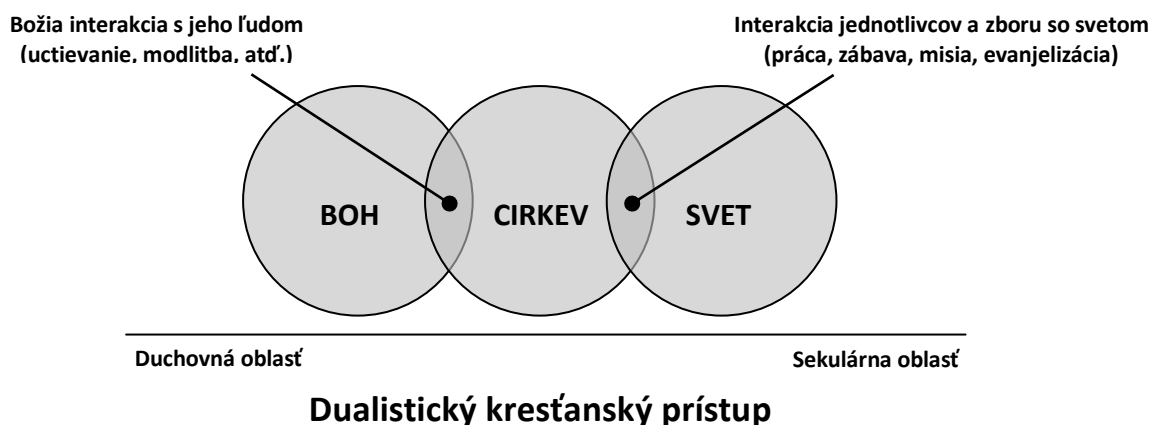 Božia interakcia s jeho ľudom
(uctievanie, modlitba, atď.)
Interakcia jednotlivcov a zboru so svetom
(práca, zábava, misia, evanjelizácia)
BOH
CIRKEV
SVET
Duchovná oblasť
Sekulárna oblasť
Dualistický kresťanský prístup